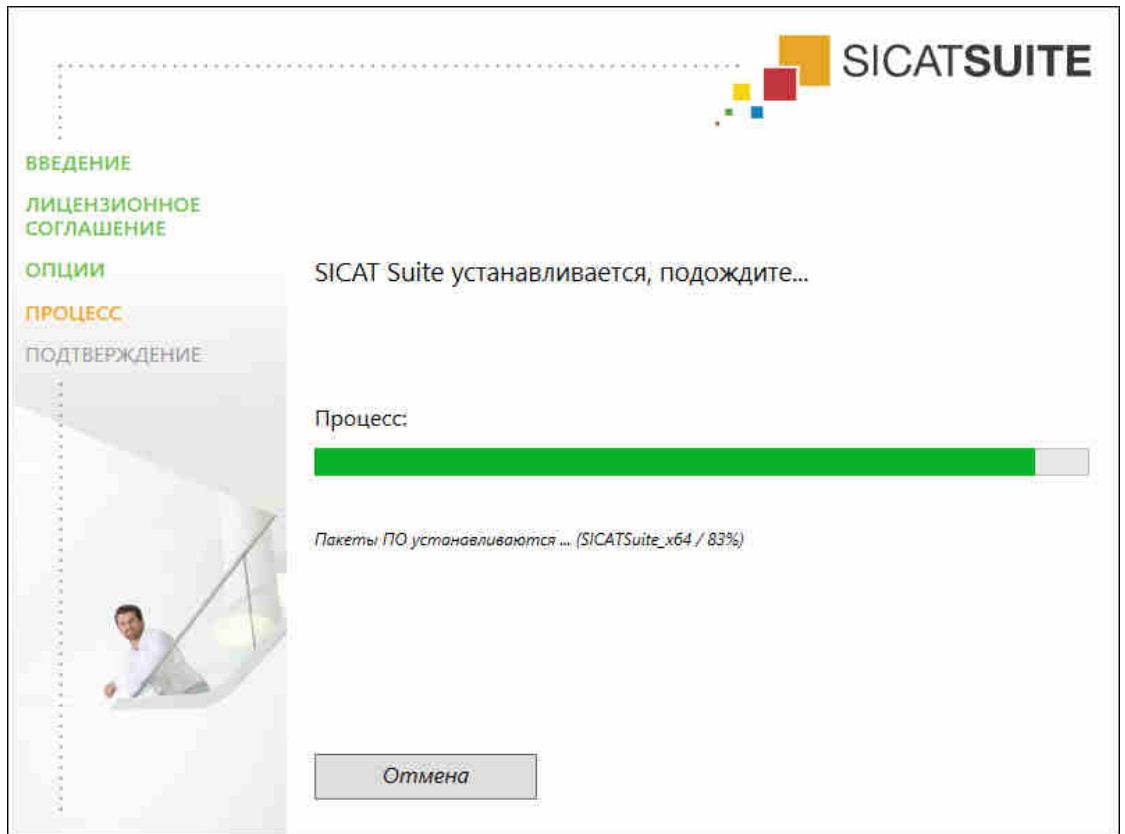 SICATSUITE
ВВЕДЕНИЕ
ЛИЦЕНЗИОННОЕ
СОГЛАШЕНИЕ
ОПЦИИ
ПРОЦЕСС
ПОДТВЕРЖДЕНИЕ
SICAT Suite устанавливается, подождите...
Процесс:
Пакеты ПО устанавливаются ... (SICATSuite_x64 / 83%)
Отмена